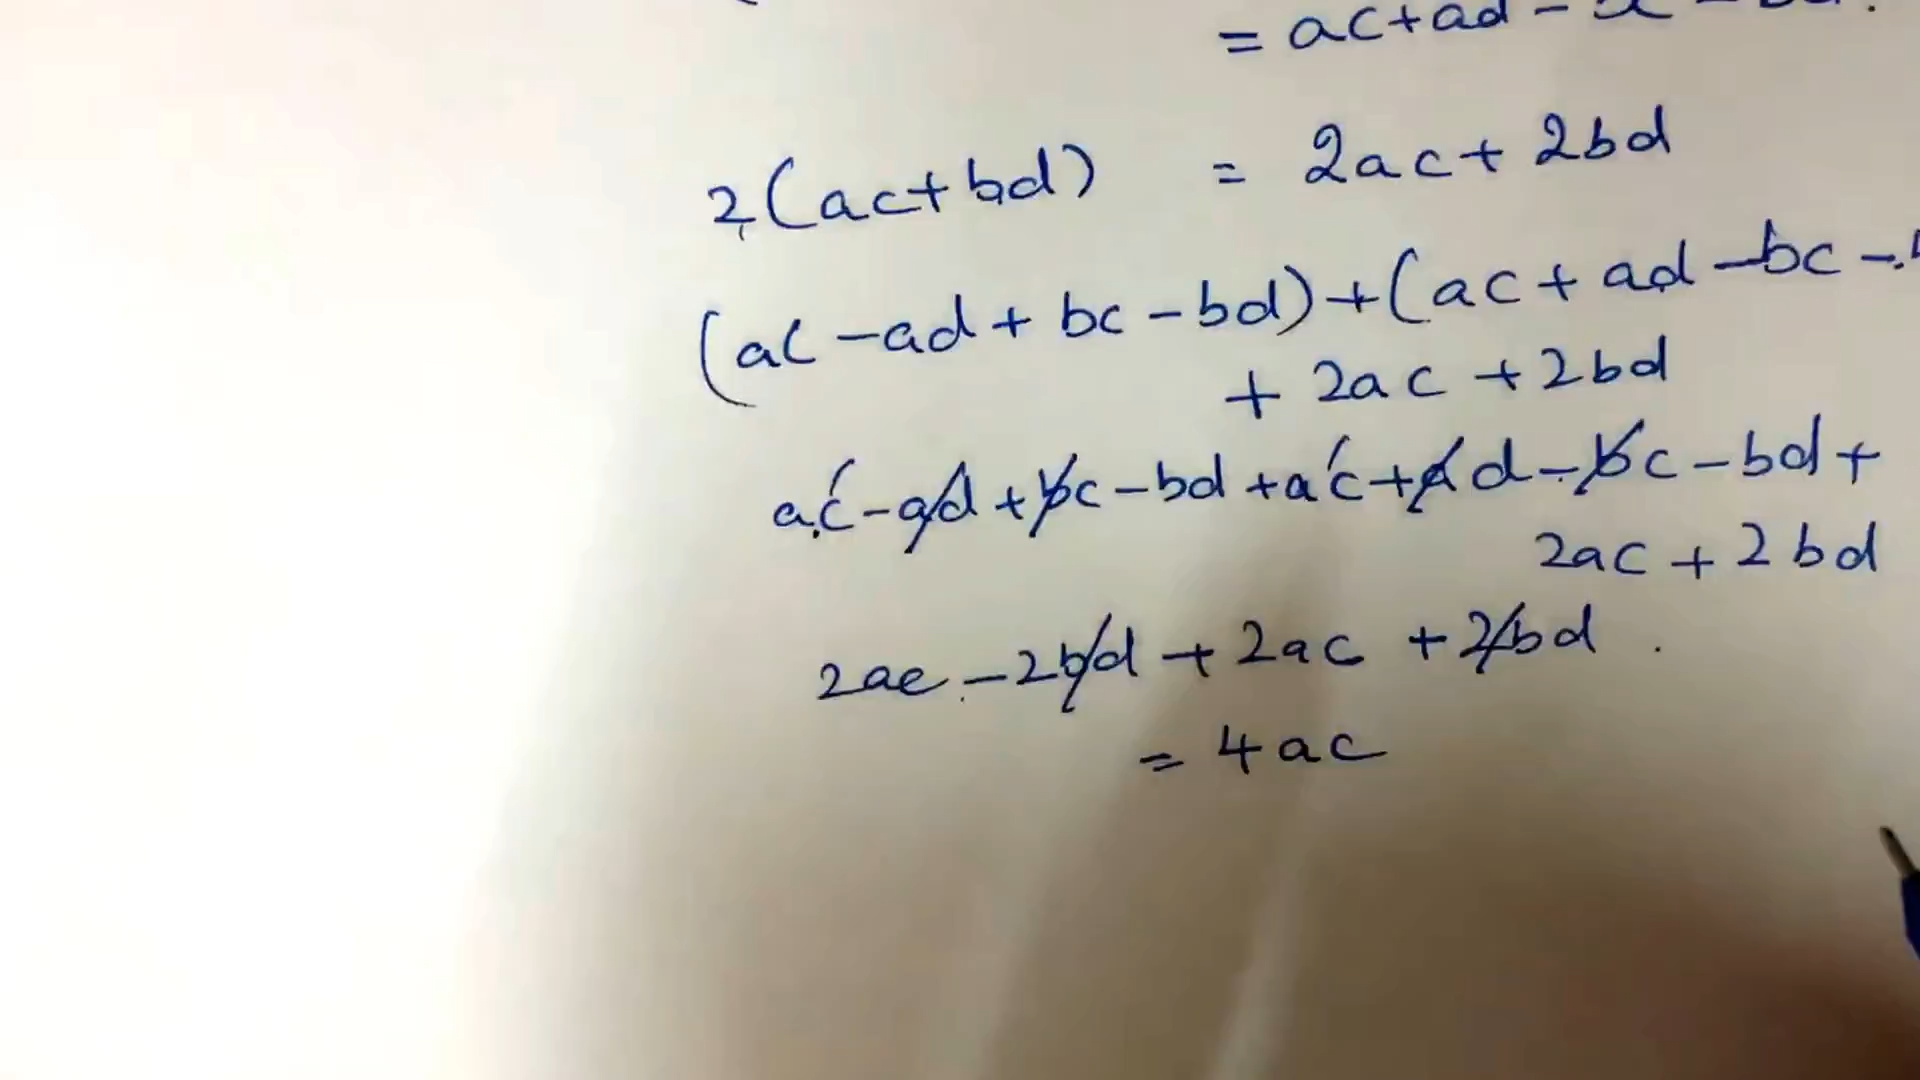 = ac+ad -
2(ac+bd) = 2ac+ 2bd
(ac -ad + bc - bd) + (ac + ad - bc -
+ 2ac +2bd
ac - ad + bc - bd + ac + ad - bc - bd +
2ac + 2bd
2ac - 2bd + 2ac + 2bd .
= 4ac